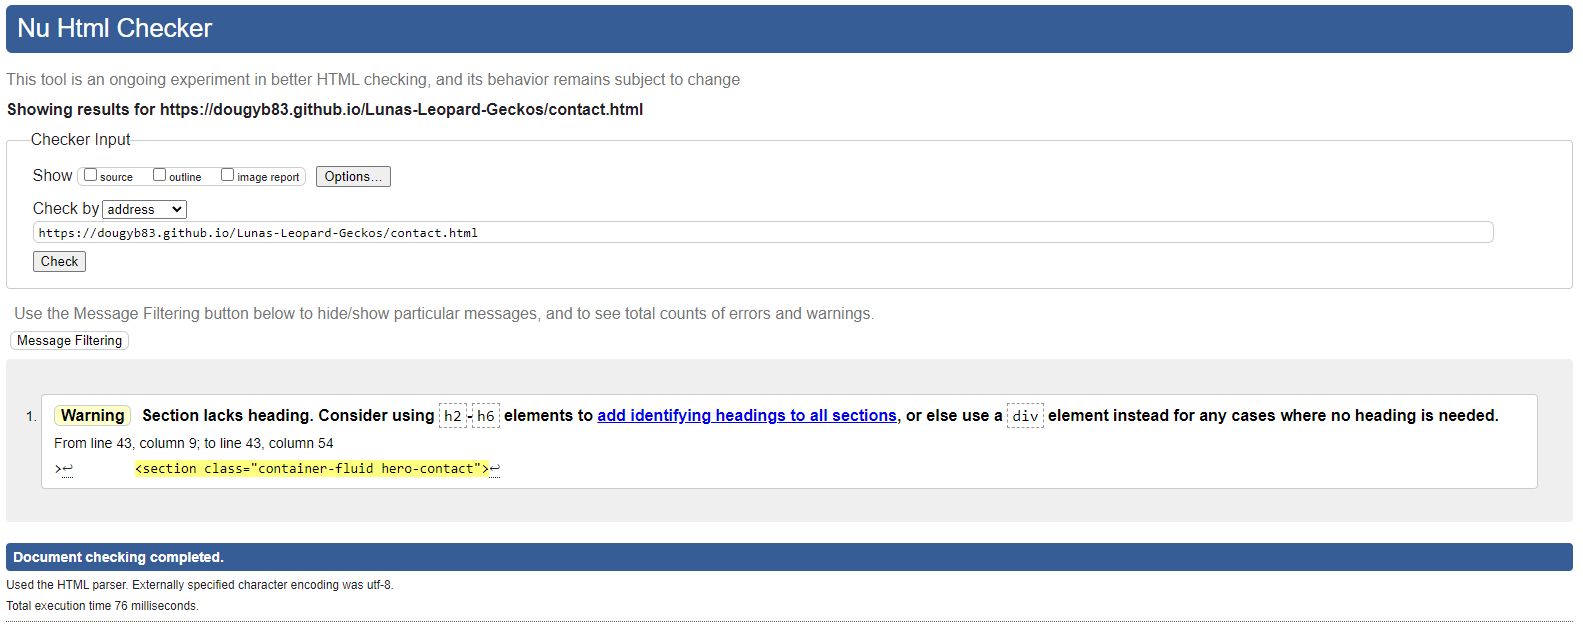 Nu Html Checker
This tool is an ongoing experiment in better HTML checking, and its behavior remains subject to change
Showing results for https://dougyb83.github.io/Lunas-Leopard-Geckos/contact.html
Checker Input
Show source outline image report Options...
Check by address
https://dougyb83.github.io/Lunas-Leopard-Geckos/contact.html
Check
Use the Message Filtering button below to hide/show particular messages, and to see total counts of errors and warnings.
Message Filtering
1. Warning Section lacks heading. Consider using h2-h6 elements to add identifying headings to all sections, or else use a div element instead for any cases where no heading is needed.
From line 43, column 9; to line 43, column 54
>↩ <section class="container-fluid hero-contact">↩
Document checking completed.
Used the HTML parser. Externally specified character encoding was utf-8.
Total execution time 76 milliseconds.